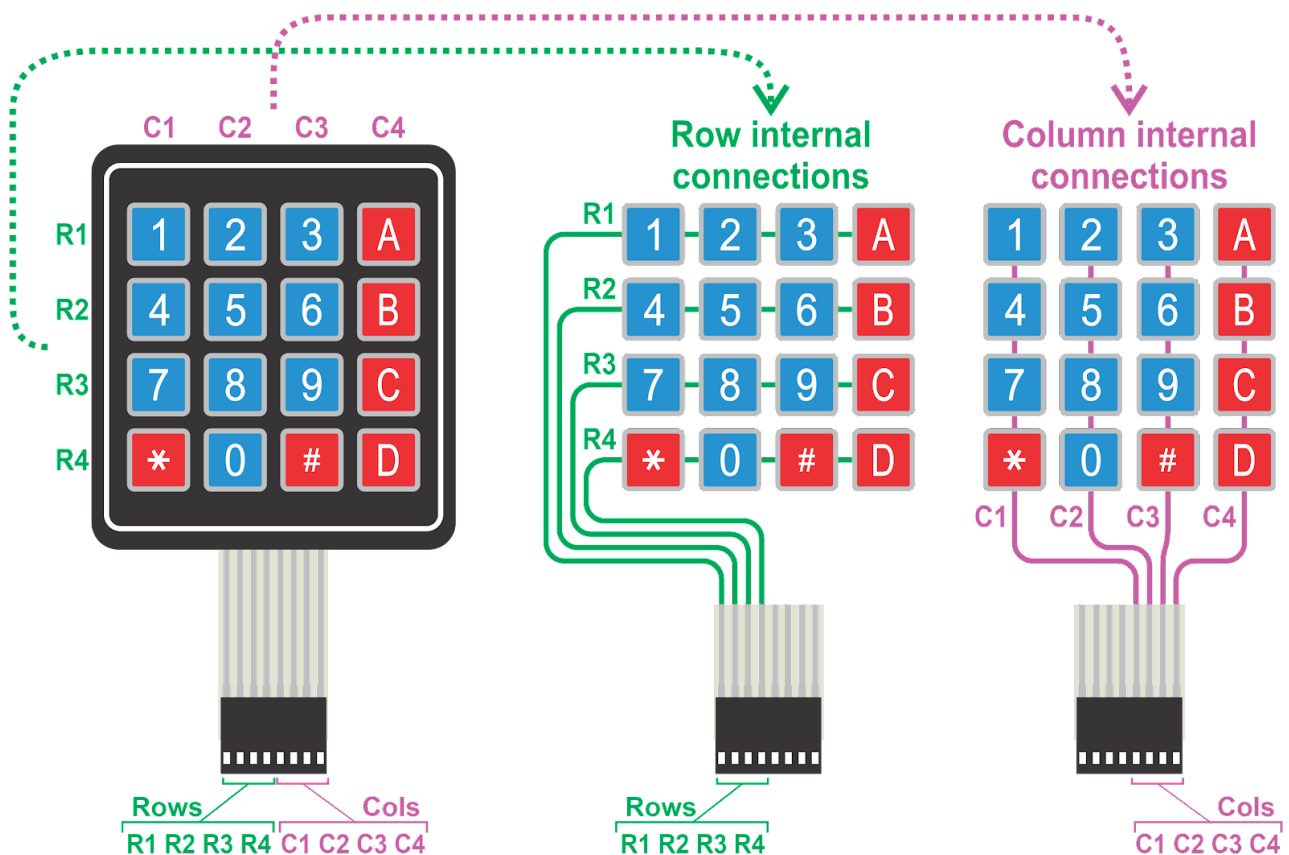 C1 C2 C3 C4
R1 1 2 3 A
R2 4 5 6 B
R3 7 8 9 C
R4 * 0 # D
Rows Cols
R1 R2 R3 R4 C1 C2 C3 C4
Row internal
connections
R1 1 2 3 A
R2 4 5 6 B
R3 7 8 9 C
R4 * 0 # D
Rows
R1 R2 R3 R4
Column internal
connections
1 2 3 A
4 5 6 B
7 8 9 C
* 0 # D
C1 C2 C3 C4
Cols
C1 C2 C3 C4